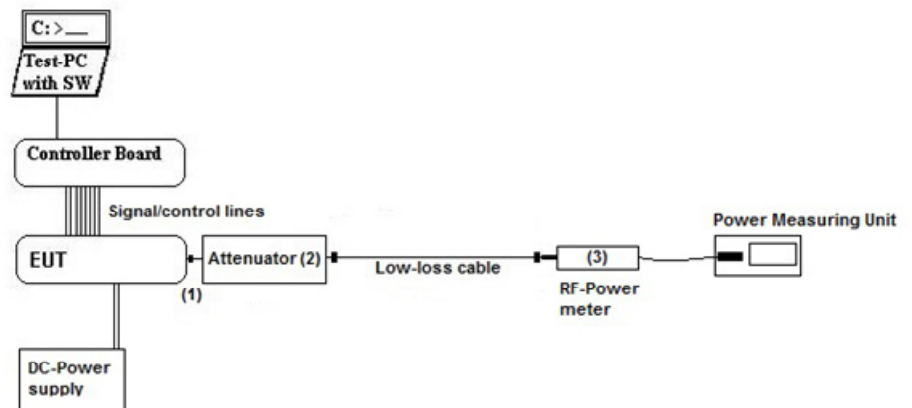 C:>__
Test-PC
with SW
Controller Board
Signal/control lines
EUT
(1)
Attenuator (2)
Low-loss cable
(3)
RF-Power
meter
Power Measuring Unit
DC-Power
supply